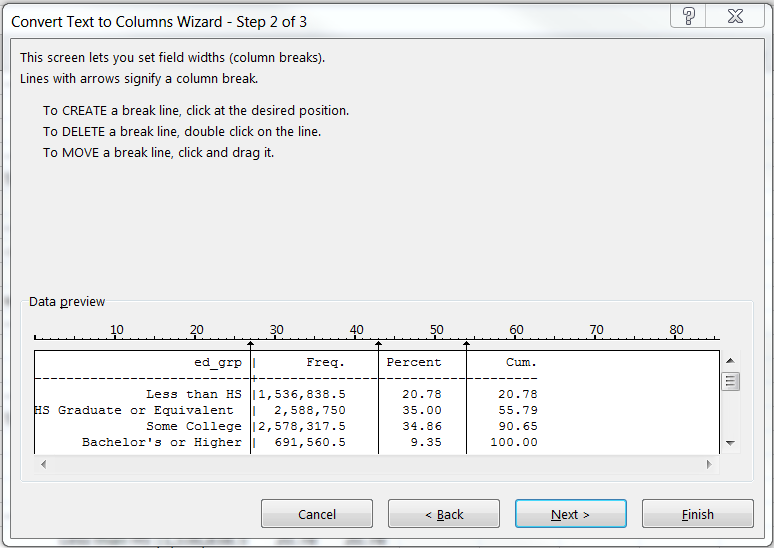 Convert Text to Columns Wizard - Step 2 of 3
This screen lets you set field widths (column breaks).
Lines with arrows signify a column break.
To CREATE a break line, click at the desired position.
To DELETE a break line, double click on the line.
To MOVE a break line, click and drag it.
Data preview
10 20 30 40 50 60 70 80
ed_grp | Freq. Percent Cum.
---------------------------+-----------------------------------
Less than HS |1,536,838.5 20.78 20.78
HS Graduate or Equivalent | 2,588,750 35.00 55.79
Some College |2,578,317.5 34.86 90.65
Bachelor's or Higher | 691,560.5 9.35 100.00
Cancel < Back Next > Finish